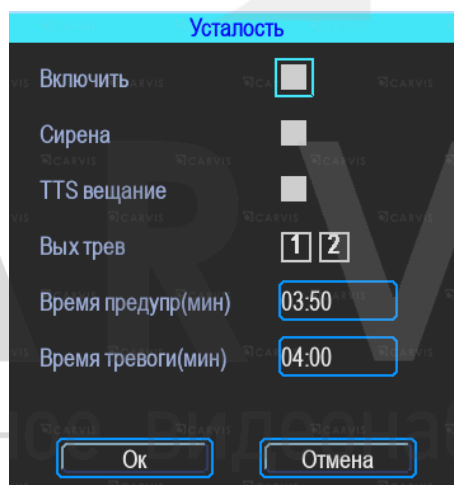 Усталость
Включить
Сирена
TTS вещание
Вых трев 1 2
Время предупр(мин) 03:50
Время тревоги(мин) 04:00
Ок Отмена